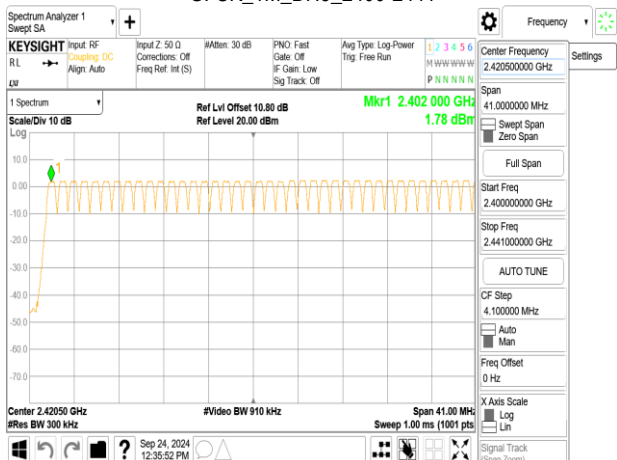 Spectrum Analyzer 1
Swept SA
Frequency
KEYSIGHT
RL
Input: RF
Coupling: DC
Align: Auto
Input Z: 50 Ω
Corrections: Off
Freq Ref: Int (S)
#Atten: 30 dB
PNO: Fast
Gate: Off
IF Gain: Low
Sig Track: Off
Avg Type: Log-Power
Trig: Free Run
1 2 3 4 5 6
M W W W W W
P N N N N N
Settings
1 Spectrum
Scale/Div 10 dB
Log
Ref Lvl Offset 10.80 dB
Ref Level 20.00 dBm
Mkr1 2.402 000 GHz
1.78 dBm
10.0
0.00
-10.0
-20.0
-30.0
-40.0
-50.0
-60.0
-70.0
1
Center 2.42050 GHz
#Res BW 300 kHz
#Video BW 910 kHz
Span 41.00 MHz
Sweep 1.00 ms (1001 pts
Sep 24, 2024
12:35:52 PM
Center Frequency
2.420500000 GHz
Span
41.0000000 MHz
Swept Span
Zero Span
Full Span
Start Freq
2.400000000 GHz
Stop Freq
2.441000000 GHz
AUTO TUNE
CF Step
4.100000 MHz
Auto
Man
Freq Offset
0 Hz
X Axis Scale
Log
Lin
Signal Track
(Span Zoom)